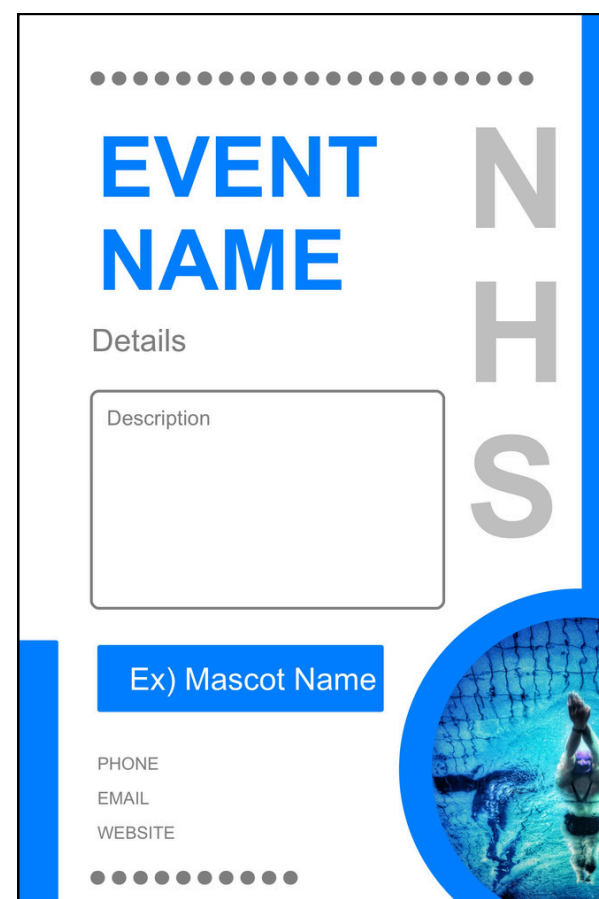 EVENT
NAME
Details
Description
Ex) Mascot Name
PHONE
EMAIL
WEBSITE
N
H
S